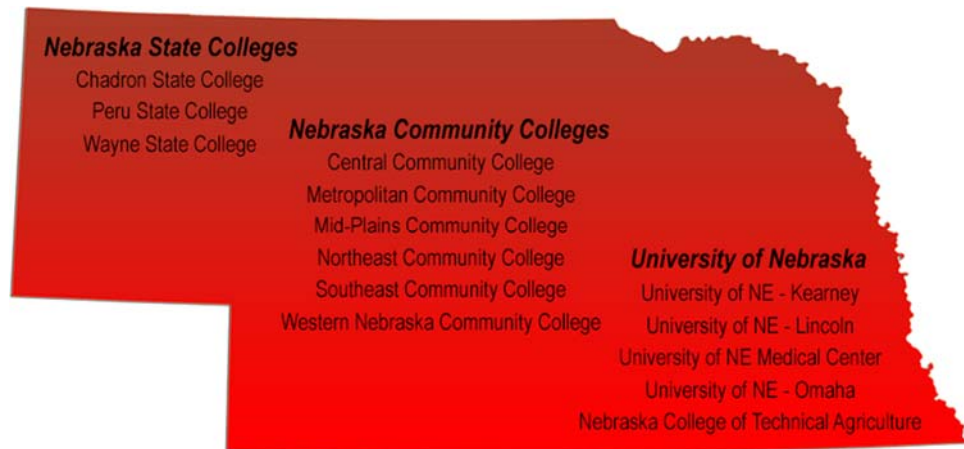 Nebraska State Colleges
Chadron State College
Peru State College
Wayne State College
Nebraska Community Colleges
Central Community College
Metropolitan Community College
Mid-Plains Community College
Northeast Community College
Southeast Community College
Western Nebraska Community College
University of Nebraska
University of NE - Kearney
University of NE - Lincoln
University of NE Medical Center
University of NE - Omaha
Nebraska College of Technical Agriculture